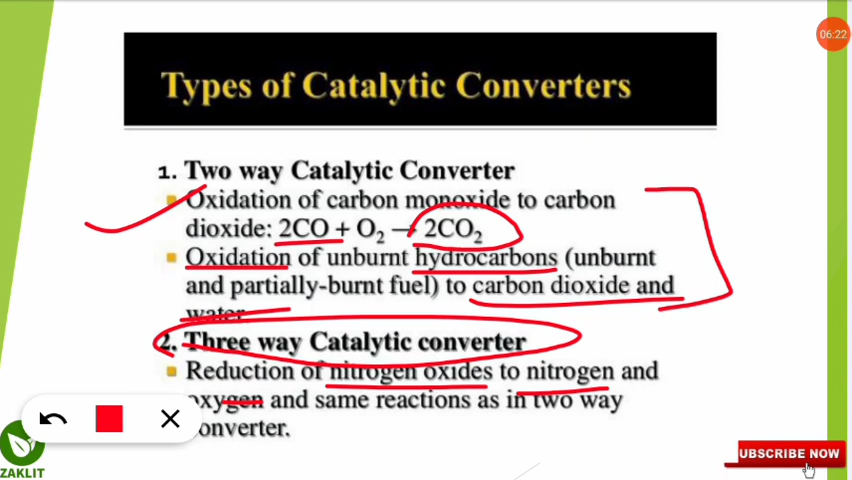 06:22
Types of Catalytic Converters
1. Two way Catalytic Converter
Oxidation of carbon monoxide to carbon
dioxide: 2CO + O₂ → 2CO₂
Oxidation of unburnt hydrocarbons (unburnt
and partially-burnt fuel) to carbon dioxide and
water
2. Three way Catalytic converter
Reduction of nitrogen oxides to nitrogen and
oxygen and same reactions as in two way
onverter.
ZAKLIT
UBSCRIBE NOW